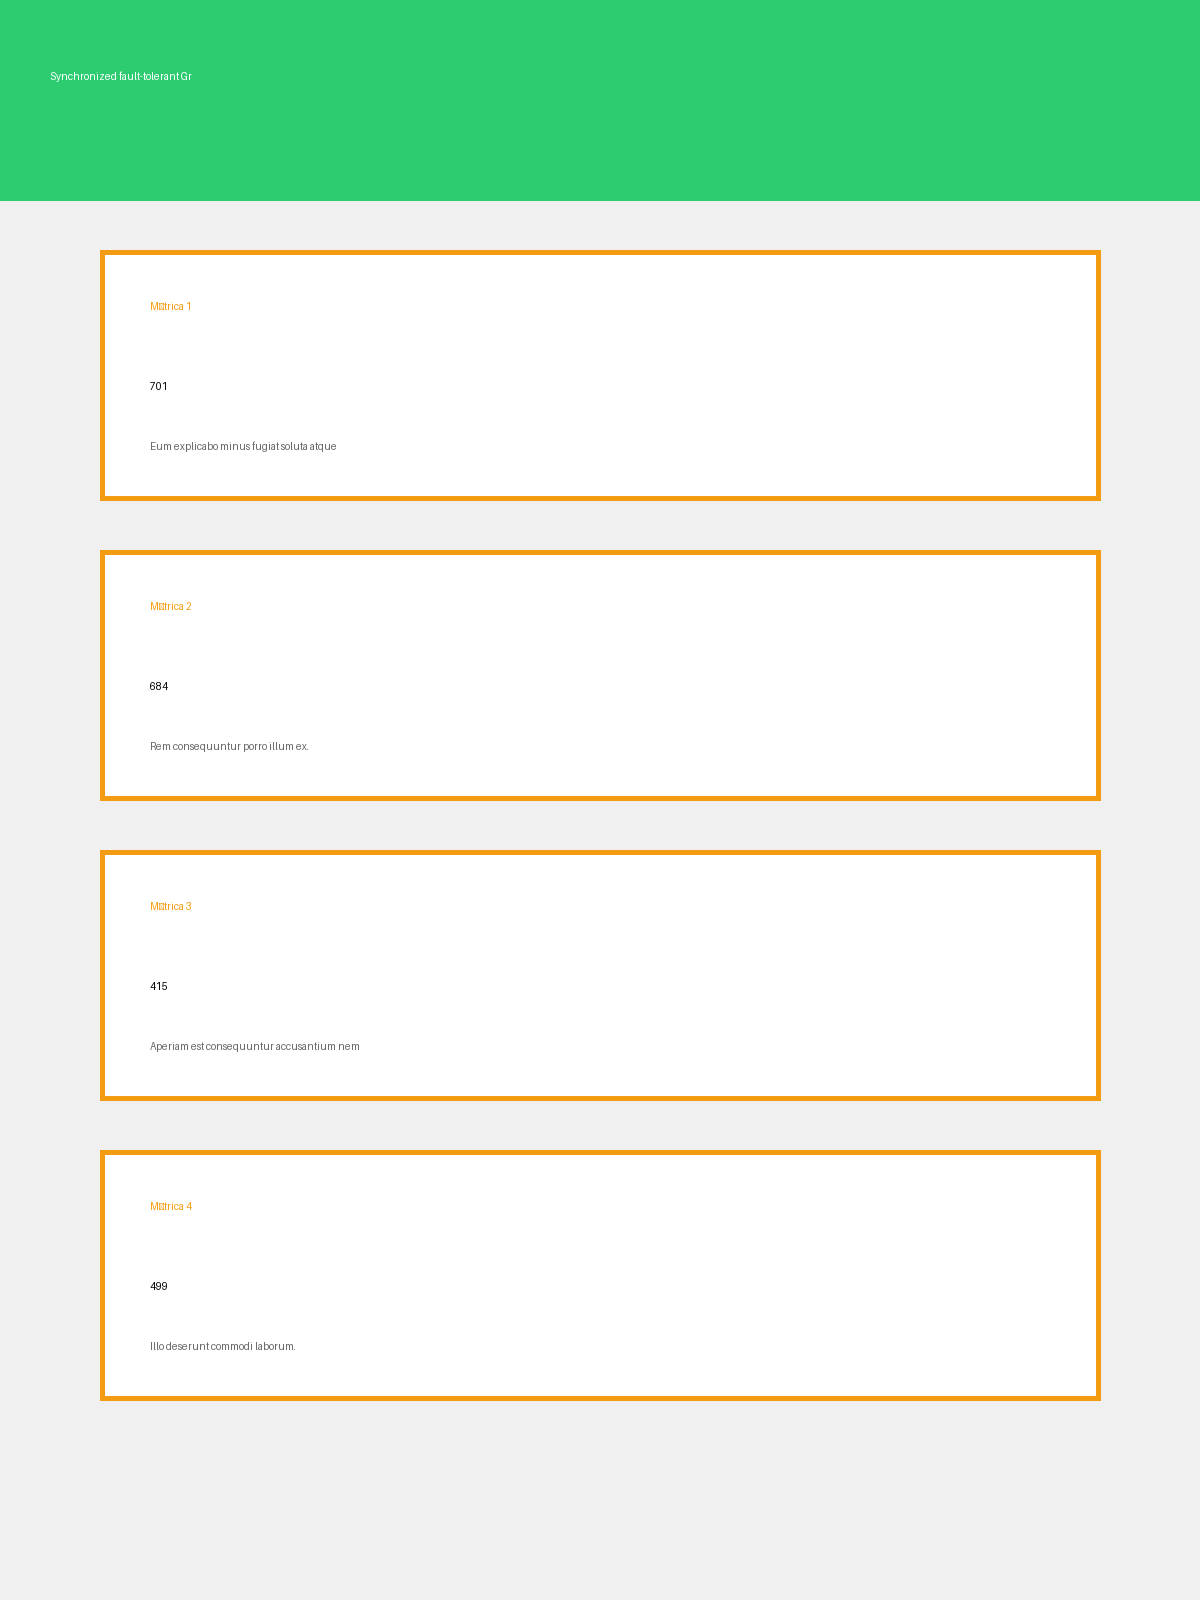 Synchronized fault-tolerant Gr
M□trica 1
701
Eum explicabo minus fugiat soluta atque
M□trica 2
684
Rem consequuntur porro illum ex.
M□trica 3
415
Aperiam est consequuntur accusantium nem
M□trica 4
499
Illo deserunt commodi laborum.